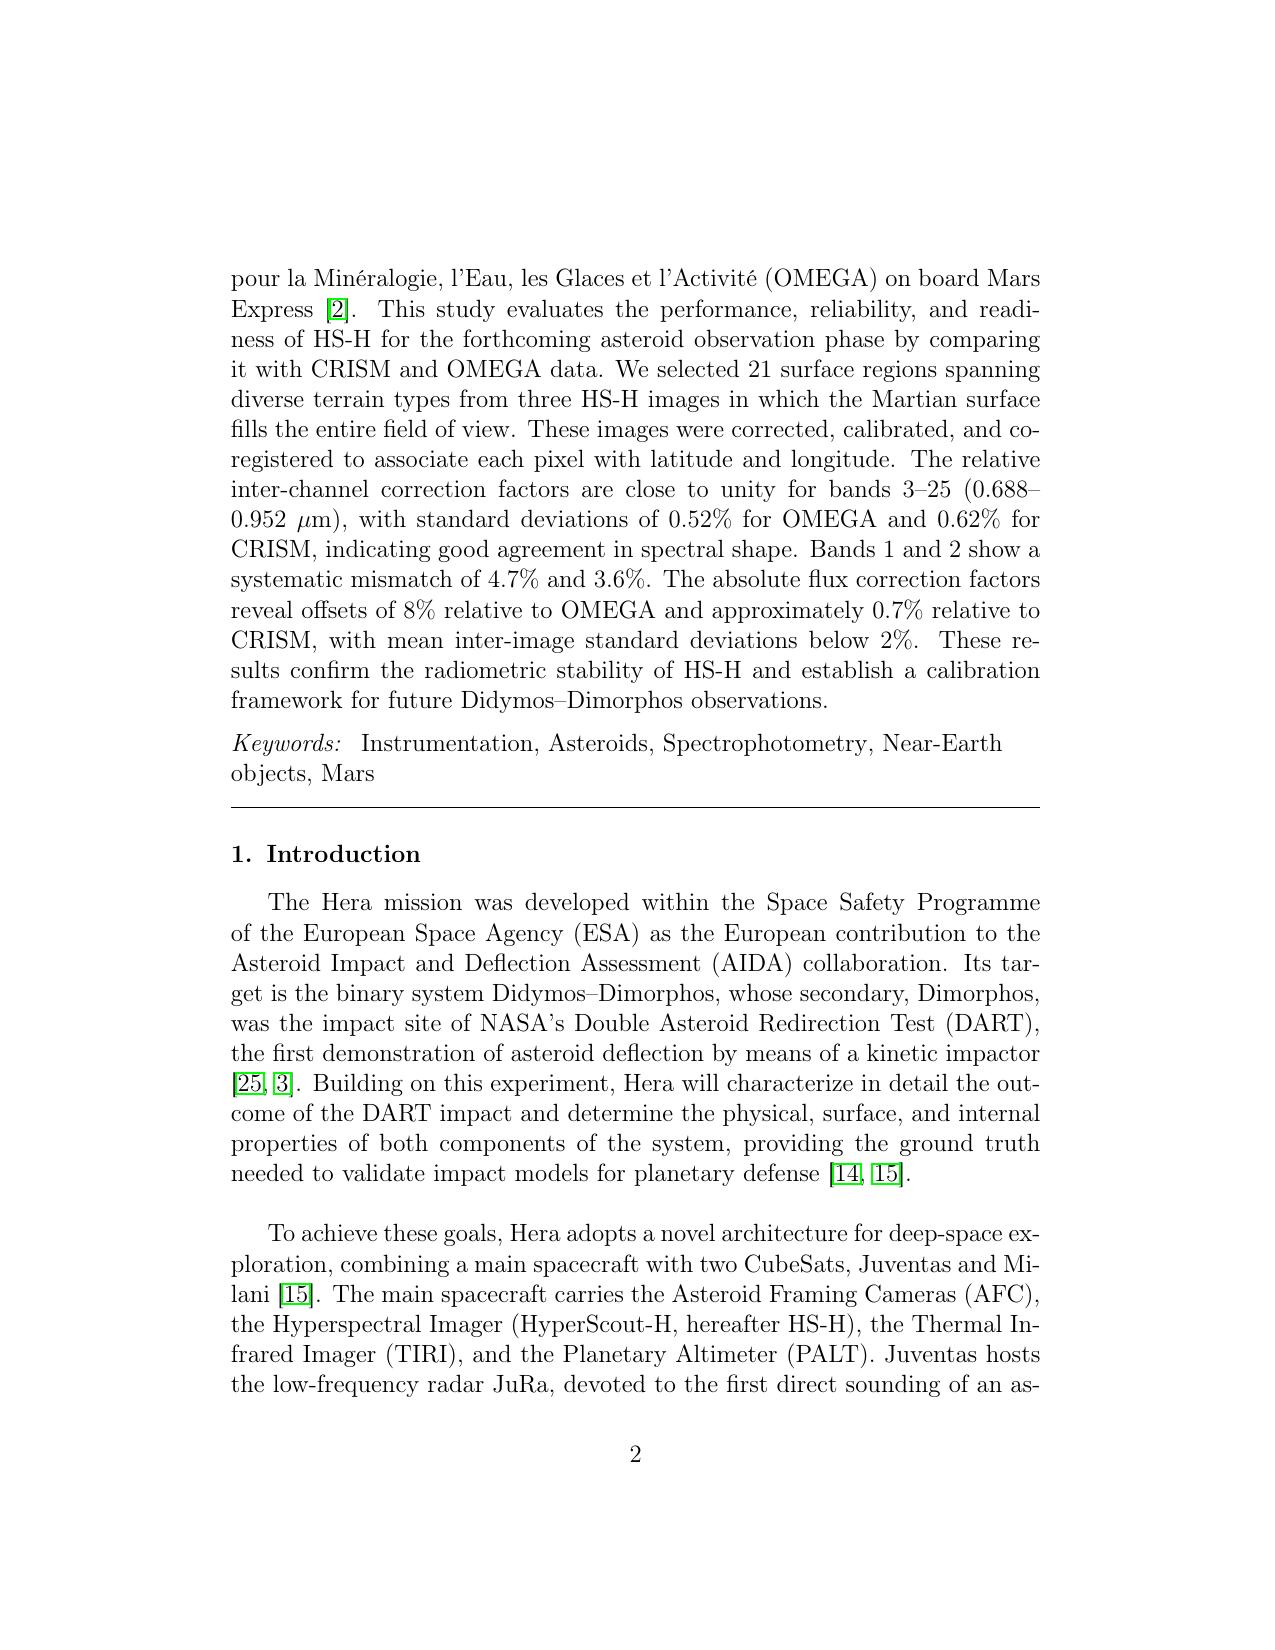 pour la Minéralogie, l'Eau, les Glaces et l'Activité (OMEGA) on board Mars
Express [2]. This study evaluates the performance, reliability, and readi-
ness of HS-H for the forthcoming asteroid observation phase by comparing
it with CRISM and OMEGA data. We selected 21 surface regions spanning
diverse terrain types from three HS-H images in which the Martian surface
fills the entire field of view. These images were corrected, calibrated, and co-
registered to associate each pixel with latitude and longitude. The relative
inter-channel correction factors are close to unity for bands 3–25 (0.688–
0.952 μm), with standard deviations of 0.52% for OMEGA and 0.62% for
CRISM, indicating good agreement in spectral shape. Bands 1 and 2 show a
systematic mismatch of 4.7% and 3.6%. The absolute flux correction factors
reveal offsets of 8% relative to OMEGA and approximately 0.7% relative to
CRISM, with mean inter-image standard deviations below 2%. These re-
sults confirm the radiometric stability of HS-H and establish a calibration
framework for future Didymos–Dimorphos observations.
Keywords: Instrumentation, Asteroids, Spectrophotometry, Near-Earth
objects, Mars
1. Introduction
The Hera mission was developed within the Space Safety Programme
of the European Space Agency (ESA) as the European contribution to the
Asteroid Impact and Deflection Assessment (AIDA) collaboration. Its tar-
get is the binary system Didymos–Dimorphos, whose secondary, Dimorphos,
was the impact site of NASA's Double Asteroid Redirection Test (DART),
the first demonstration of asteroid deflection by means of a kinetic impactor
[25, 3]. Building on this experiment, Hera will characterize in detail the out-
come of the DART impact and determine the physical, surface, and internal
properties of both components of the system, providing the ground truth
needed to validate impact models for planetary defense [14, 15].
To achieve these goals, Hera adopts a novel architecture for deep-space ex-
ploration, combining a main spacecraft with two CubeSats, Juventas and Mi-
lani [15]. The main spacecraft carries the Asteroid Framing Cameras (AFC),
the Hyperspectral Imager (HyperScout-H, hereafter HS-H), the Thermal In-
frared Imager (TIRI), and the Planetary Altimeter (PALT). Juventas hosts
the low-frequency radar JuRa, devoted to the first direct sounding of an as-
2